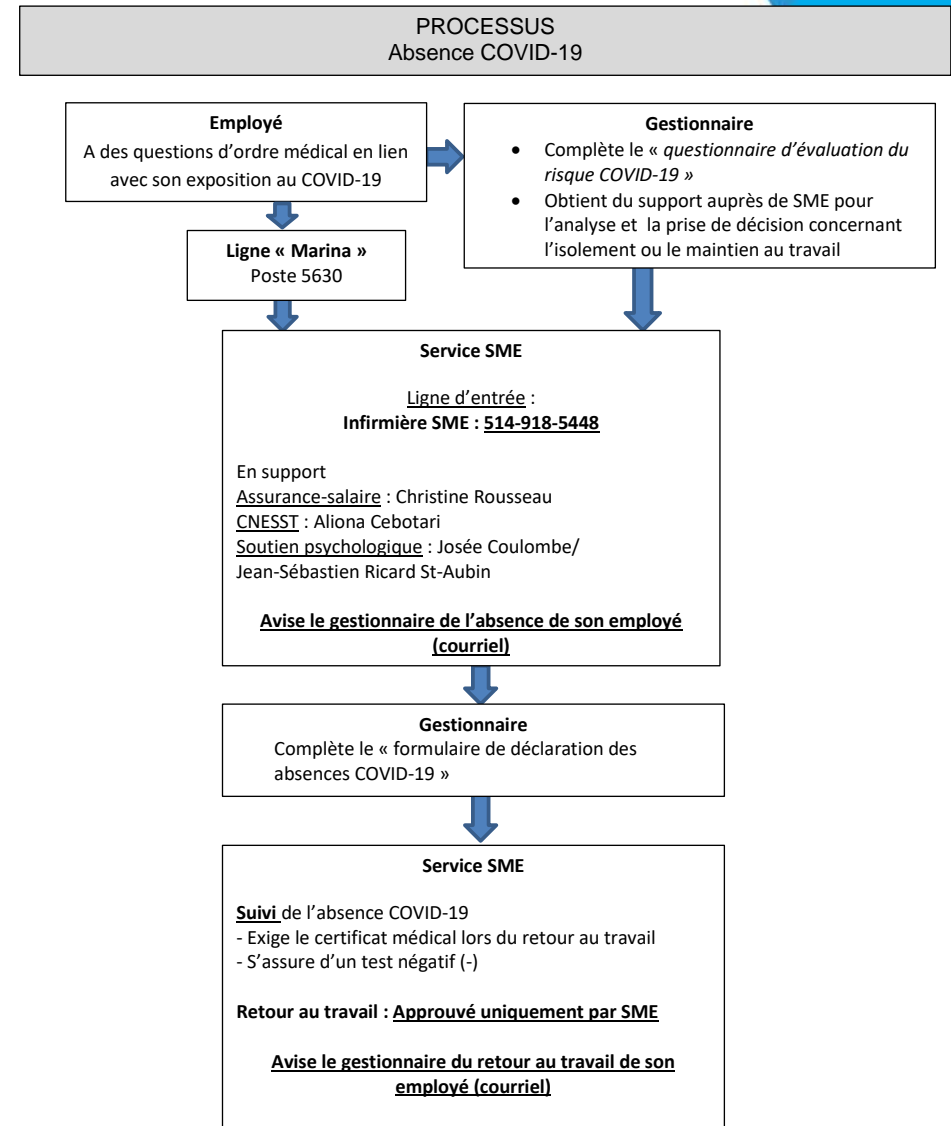 PROCESSUS
Absence COVID-19
Employé
A des questions d’ordre médical en lien
avec son exposition au COVID-19
Gestionnaire
• Complète le « questionnaire d’évaluation du
risque COVID-19 »
• Obtient du support auprès de SME pour
l’analyse et la prise de décision concernant
l’isolement ou le maintien au travail
Ligne « Marina »
Poste 5630
Service SME
Ligne d’entrée :
Infirmière SME : 514-918-5448
En support
Assurance-salaire : Christine Rousseau
CNESST : Aliona Cebotari
Soutien psychologique : Josée Coulombe/
Jean-Sébastien Ricard St-Aubin
Avise le gestionnaire de l’absence de son employé
(courriel)
Gestionnaire
Complète le « formulaire de déclaration des
absences COVID-19 »
Service SME
Suivi de l’absence COVID-19
- Exige le certificat médical lors du retour au travail
- S’assure d’un test négatif (-)
Retour au travail : Approuvé uniquement par SME
Avise le gestionnaire du retour au travail de son
employé (courriel)